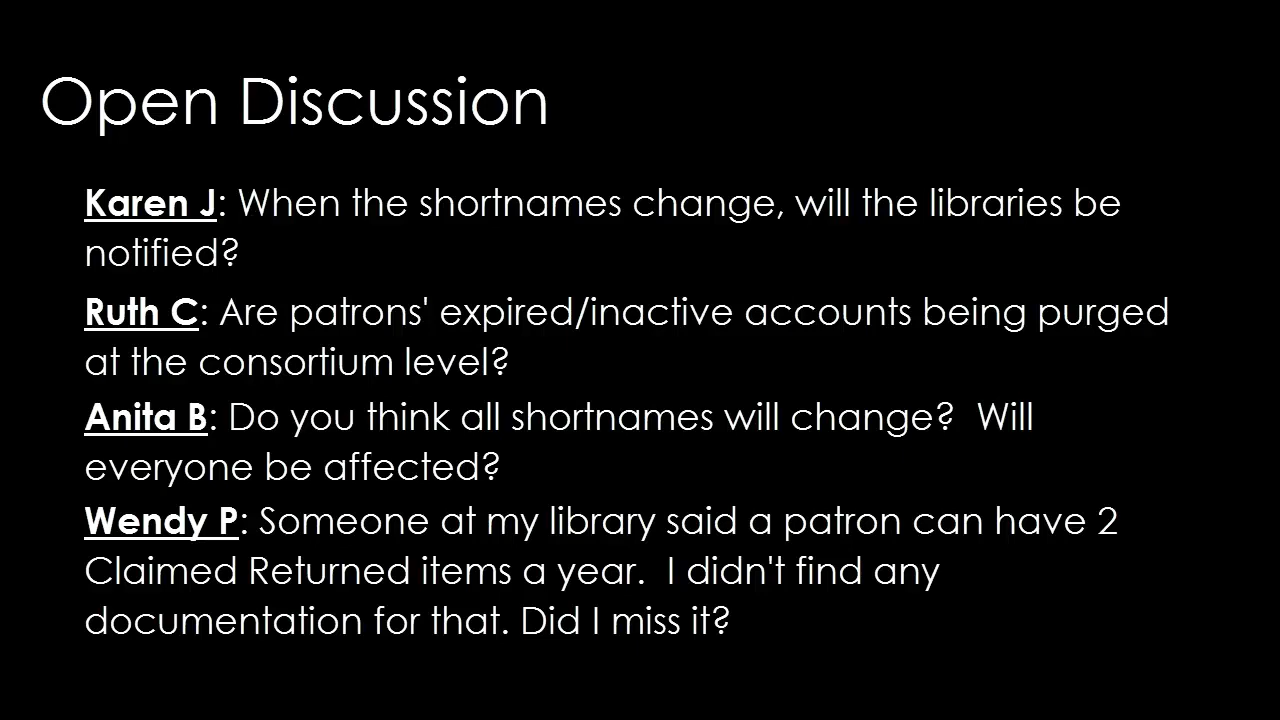 Open Discussion
Karen J: When the shortnames change, will the libraries be
notified?
Ruth C: Are patrons' expired/inactive accounts being purged
at the consortium level?
Anita B: Do you think all shortnames will change?  Will
everyone be affected?
Wendy P: Someone at my library said a patron can have 2
Claimed Returned items a year.  I didn't find any
documentation for that. Did I miss it?